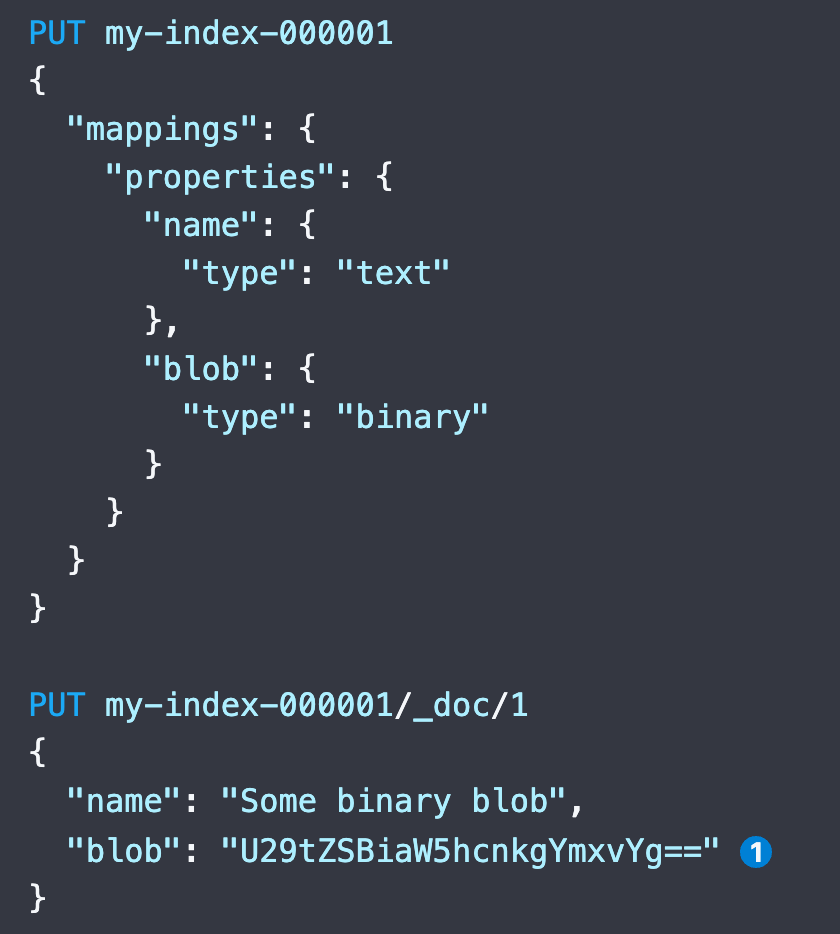 PUT my-index-000001
{
  "mappings": {
    "properties": {
      "name": {
        "type": "text"
      },
      "blob": {
        "type": "binary"
      }
    }
  }
}

PUT my-index-000001/_doc/1
{
  "name": "Some binary blob",
  "blob": "U29tZSBiaW5hcnkgYmxvYg==" 1
}